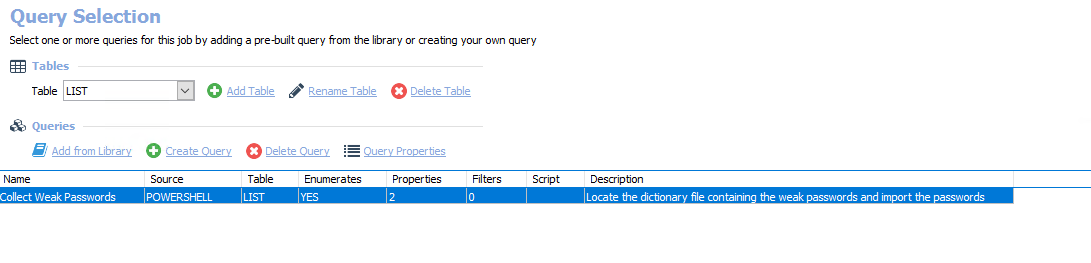 Query Selection
Select one or more queries for this job by adding a pre-built query from the library or creating your own query
Tables
Table LIST Add Table Rename Table Delete Table
Queries
Add from Library Create Query Delete Query Query Properties
Name Source Table Enumerates Properties Filters Script Description
Collect Weak Passwords POWERSHELL LIST YES 2 0 Locate the dictionary file containing the weak passwords and import the passwords